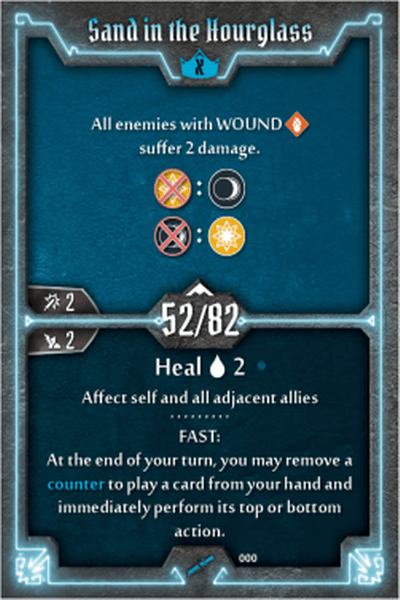 Sand in the Hourglass
X
All enemies with WOUND
suffer 2 damage.
:
:
2
52/82
2
Heal 2
Affect self and all adjacent allies
FAST:
At the end of your turn, you may remove a
counter to play a card from your hand and
immediately perform its top or bottom
action.
000